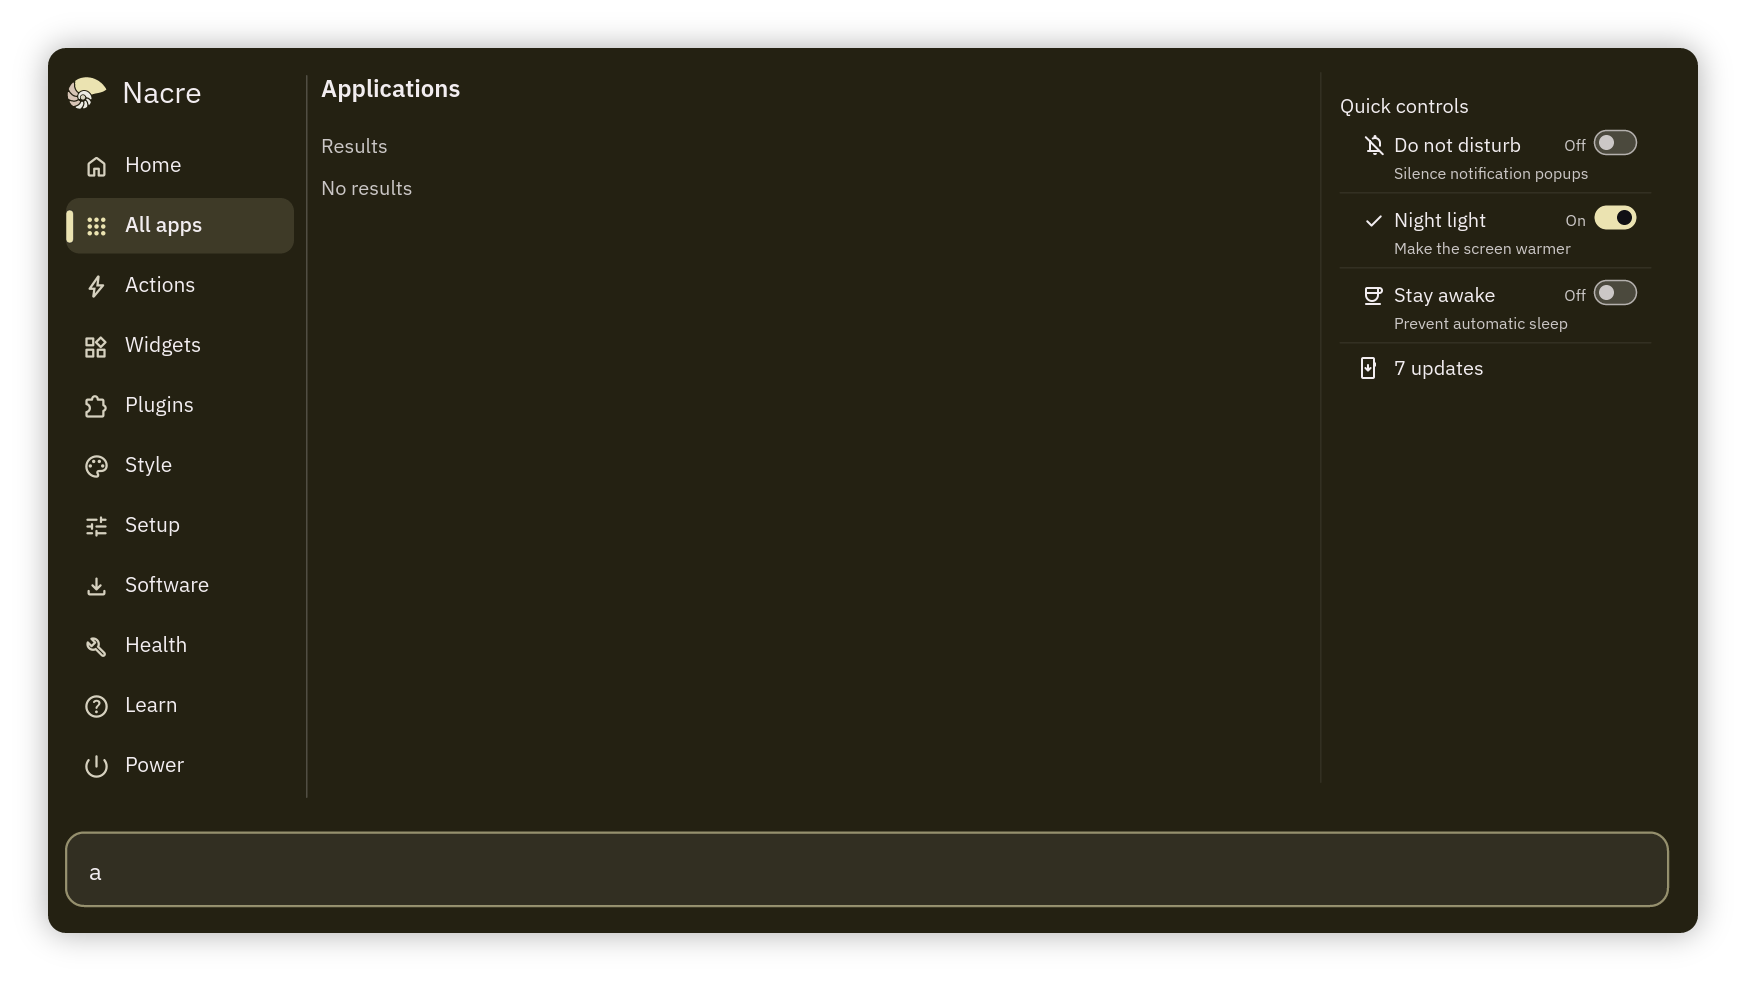 Nacre
Home
All apps
Actions
Widgets
Plugins
Style
Setup
Software
Health
Learn
Power
Applications
Results
No results
Quick controls
Do not disturb Off
Silence notification popups
Night light On
Make the screen warmer
Stay awake Off
Prevent automatic sleep
7 updates
a